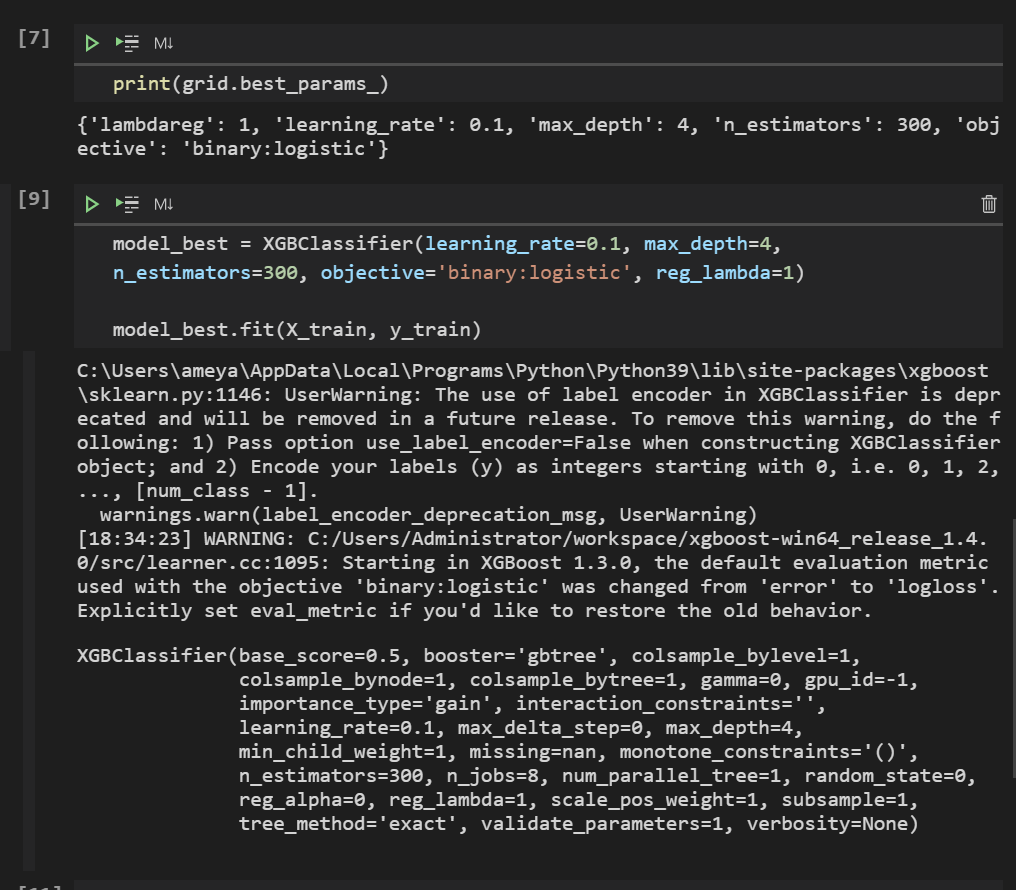 [7]
M↓
print(grid.best_params_)
{'lambdareg': 1, 'learning_rate': 0.1, 'max_depth': 4, 'n_estimators': 300, 'obj
ective': 'binary:logistic'}
[9]
M↓
model_best = XGBClassifier(learning_rate=0.1, max_depth=4,
n_estimators=300, objective='binary:logistic', reg_lambda=1)
model_best.fit(X_train, y_train)
C:\Users\ameya\AppData\Local\Programs\Python\Python39\lib\site-packages\xgboost
\sklearn.py:1146: UserWarning: The use of label encoder in XGBClassifier is depr
ecated and will be removed in a future release. To remove this warning, do the f
ollowing: 1) Pass option use_label_encoder=False when constructing XGBClassifier
object; and 2) Encode your labels (y) as integers starting with 0, i.e. 0, 1, 2,
..., [num_class - 1].
warnings.warn(label_encoder_deprecation_msg, UserWarning)
[18:34:23] WARNING: C:/Users/Administrator/workspace/xgboost-win64_release_1.4.
0/src/learner.cc:1095: Starting in XGBoost 1.3.0, the default evaluation metric
used with the objective 'binary:logistic' was changed from 'error' to 'logloss'.
Explicitly set eval_metric if you'd like to restore the old behavior.
XGBClassifier(base_score=0.5, booster='gbtree', colsample_bylevel=1,
colsample_bynode=1, colsample_bytree=1, gamma=0, gpu_id=-1,
importance_type='gain', interaction_constraints='',
learning_rate=0.1, max_delta_step=0, max_depth=4,
min_child_weight=1, missing=nan, monotone_constraints='()',
n_estimators=300, n_jobs=8, num_parallel_tree=1, random_state=0,
reg_alpha=0, reg_lambda=1, scale_pos_weight=1, subsample=1,
tree_method='exact', validate_parameters=1, verbosity=None)